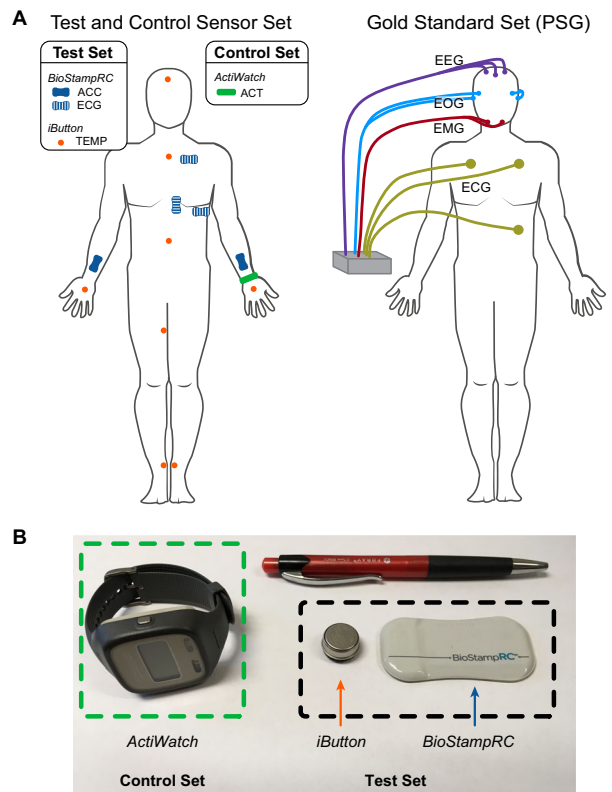 A
Test and Control Sensor Set
Gold Standard Set (PSG)
Test Set
BioStampRC
ACC
ECG
iButton
TEMP
Control Set
ActiWatch
ACT
EEG
EOG
EMG
ECG
B
BioStampRC
ActiWatch
iButton
BioStampRC
Control Set
Test Set